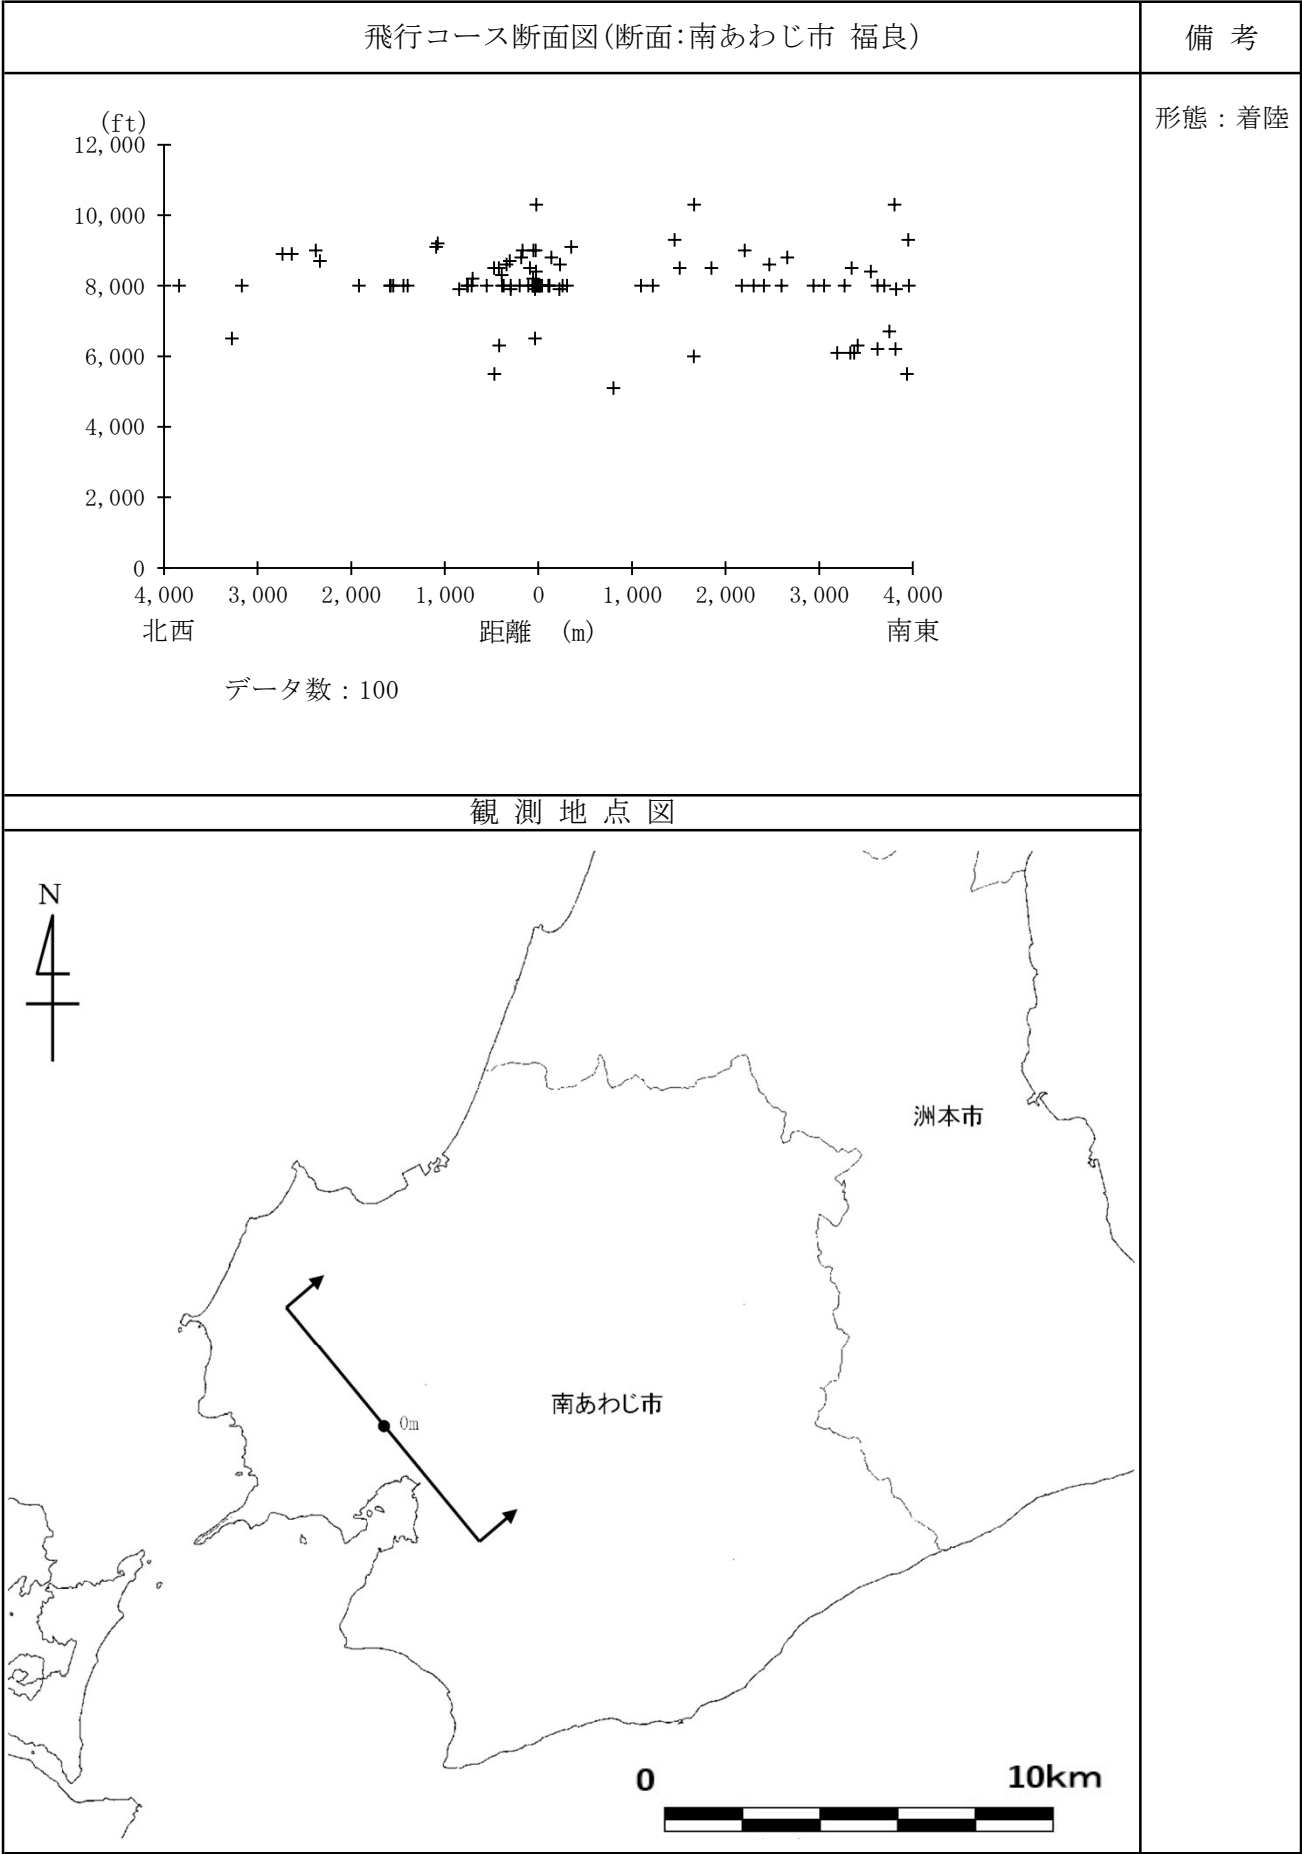 飛行コース断面図(断面:南あわじ市 福良)
備 考
形態：着陸
(ft)
12,000
10,000
8,000
6,000
4,000
2,000
0
4,000 3,000 2,000 1,000 0 1,000 2,000 3,000 4,000
北西 距離 (m) 南東
データ数：100
観 測 地 点 図
N
洲本市
南あわじ市
0m
0 10km